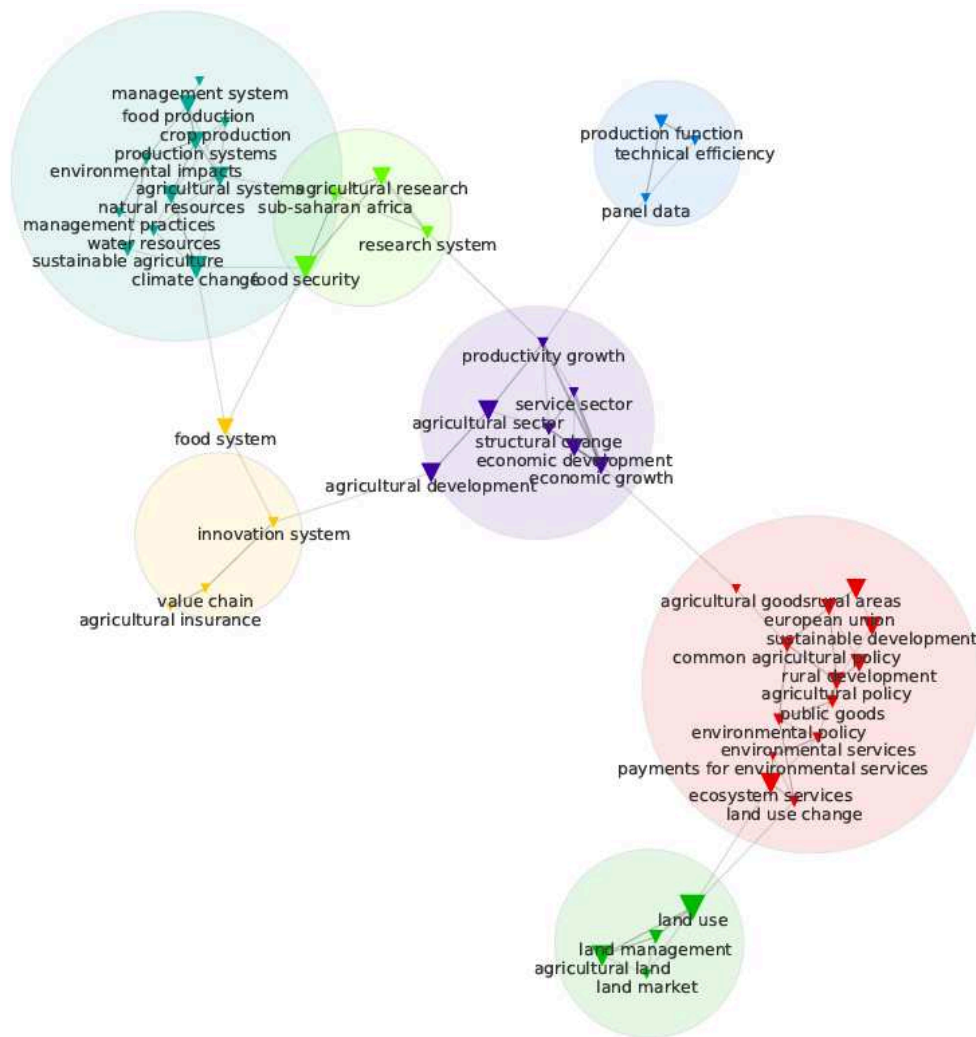 management system
food production
crop production
production systems
environmental impacts
agricultural systems
natural resources
management practices
water resources
sustainable agriculture
climate change
agricultural research
sub-saharan africa
research system
food security
production function
technical efficiency
panel data
productivity growth
service sector
agricultural sector
structural change
economic development
economic growth
agricultural development
food system
innovation system
value chain
agricultural insurance
agricultural goods
rural areas
european union
sustainable development
common agricultural policy
rural development
agricultural policy
public goods
environmental policy
environmental services
payments for environmental services
ecosystem services
land use change
land use
land management
agricultural land
land market